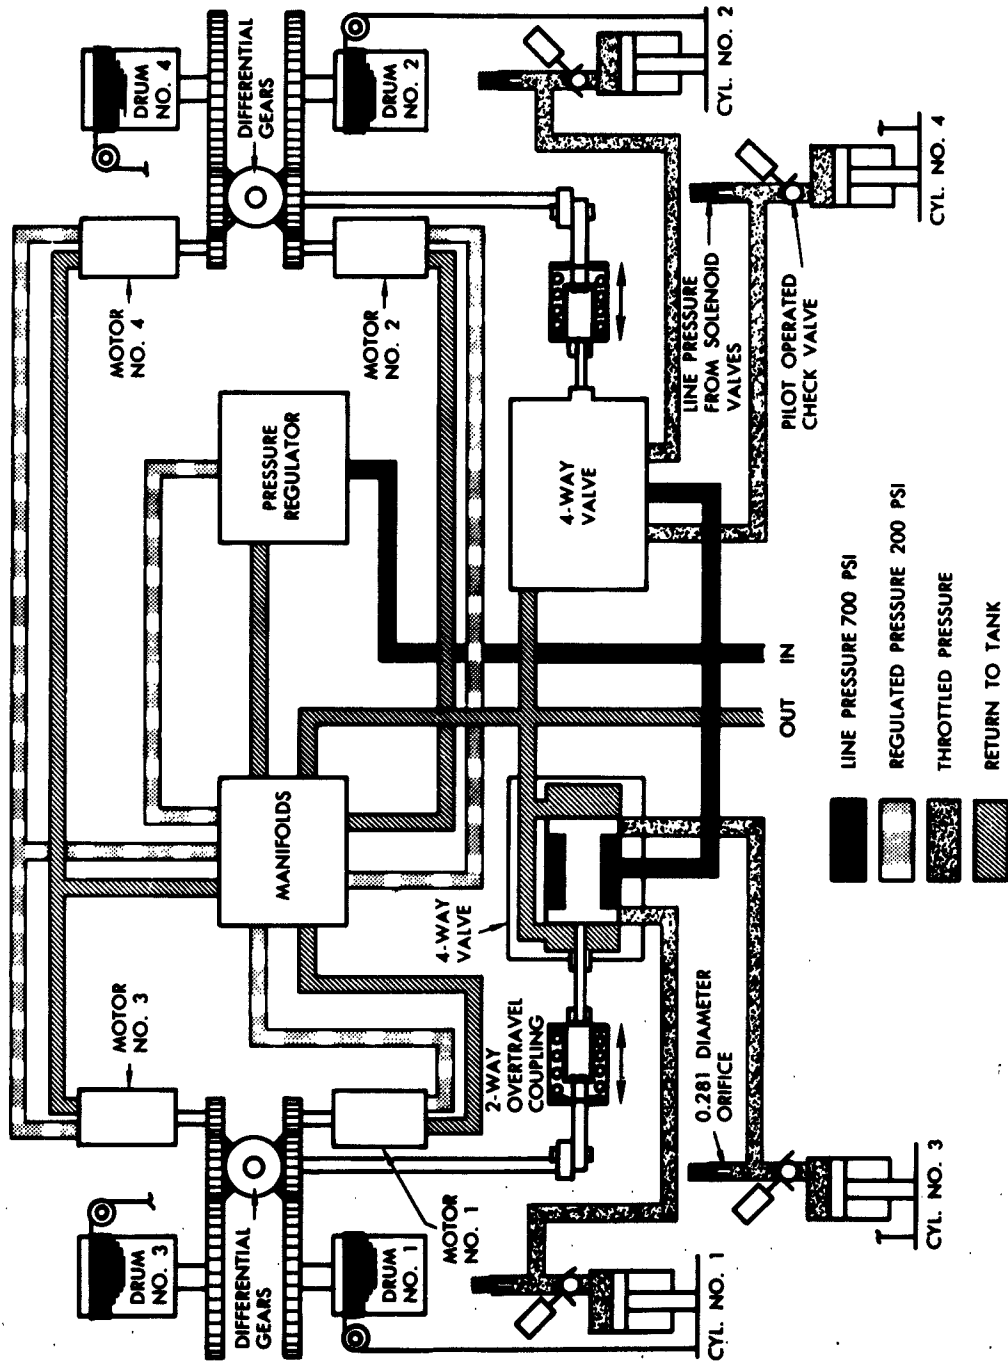 DRUM
NO. 3
DRUM
NO. 1
DIFFERENTIAL
GEARS
MOTOR
NO. 3
MOTOR
NO. 1
MANIFOLDS
PRESSURE
REGULATOR
MOTOR
NO. 4
MOTOR
NO. 2
DRUM
NO. 4
DRUM
NO. 2
DIFFERENTIAL
GEARS
2-WAY
OVERTRAVEL
COUPLING
4-WAY
VALVE
4-WAY
VALVE
0.281 DIAMETER
ORIFICE
LINE PRESSURE
FROM SOLENOID
VALVES
PILOT OPERATED
CHECK VALVE
CYL. NO. 1
CYL. NO. 3
CYL. NO. 2
CYL. NO. 4
OUT
IN
LINE PRESSURE 700 PSI
REGULATED PRESSURE 200 PSI
THROTTLED PRESSURE
RETURN TO TANK